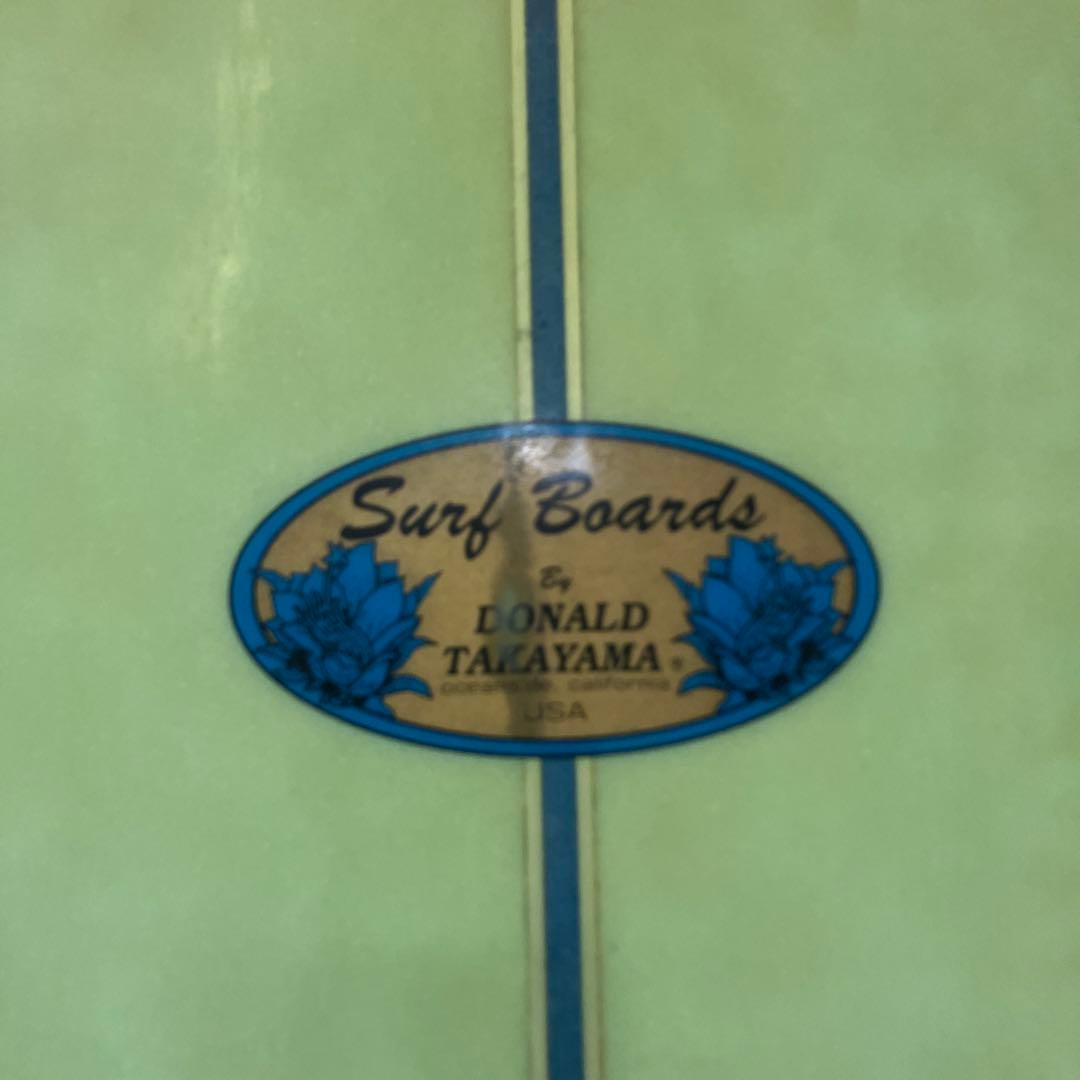 Surf Boards
By
DONALD
TAKAYAMA ®
oceanside, california
USA